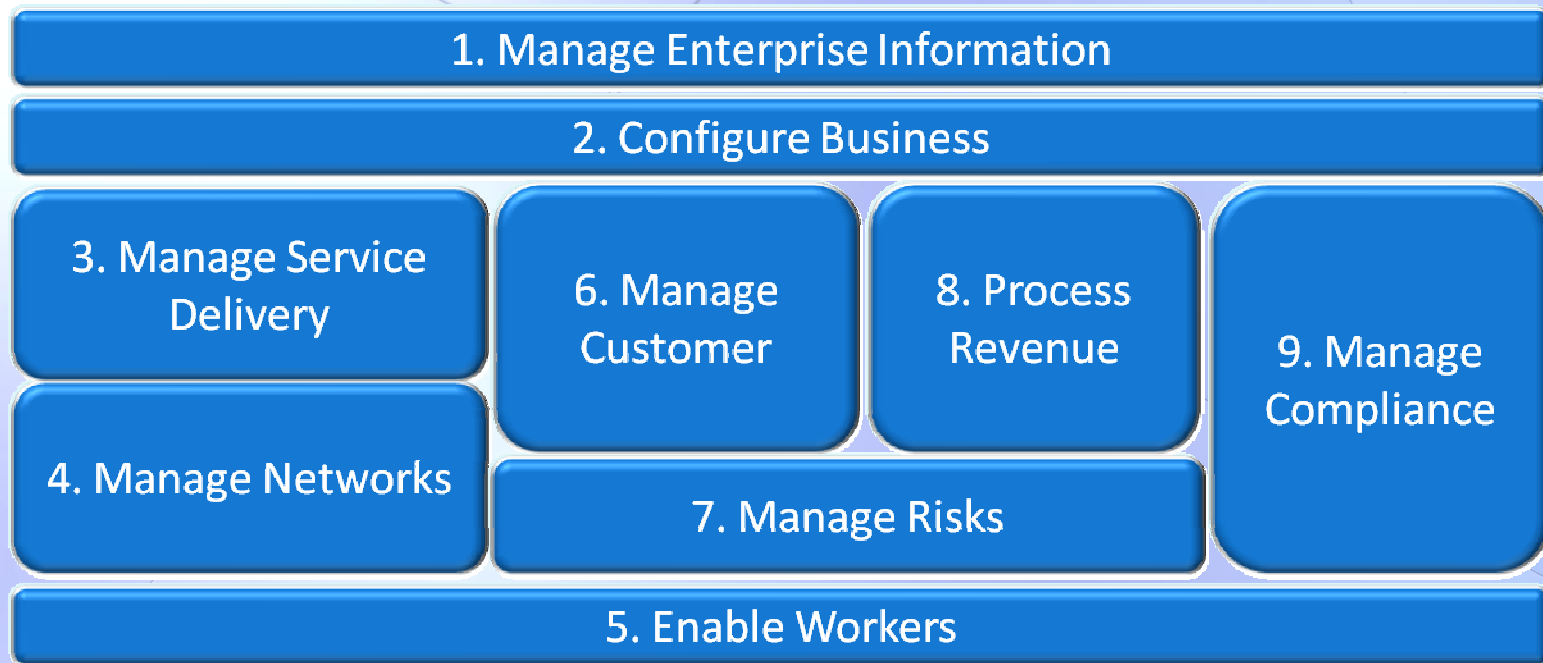 1. Manage Enterprise Information
2. Configure Business
3. Manage Service
Delivery
4. Manage Networks
6. Manage
Customer
8. Process
Revenue
7. Manage Risks
9. Manage
Compliance
5. Enable Workers